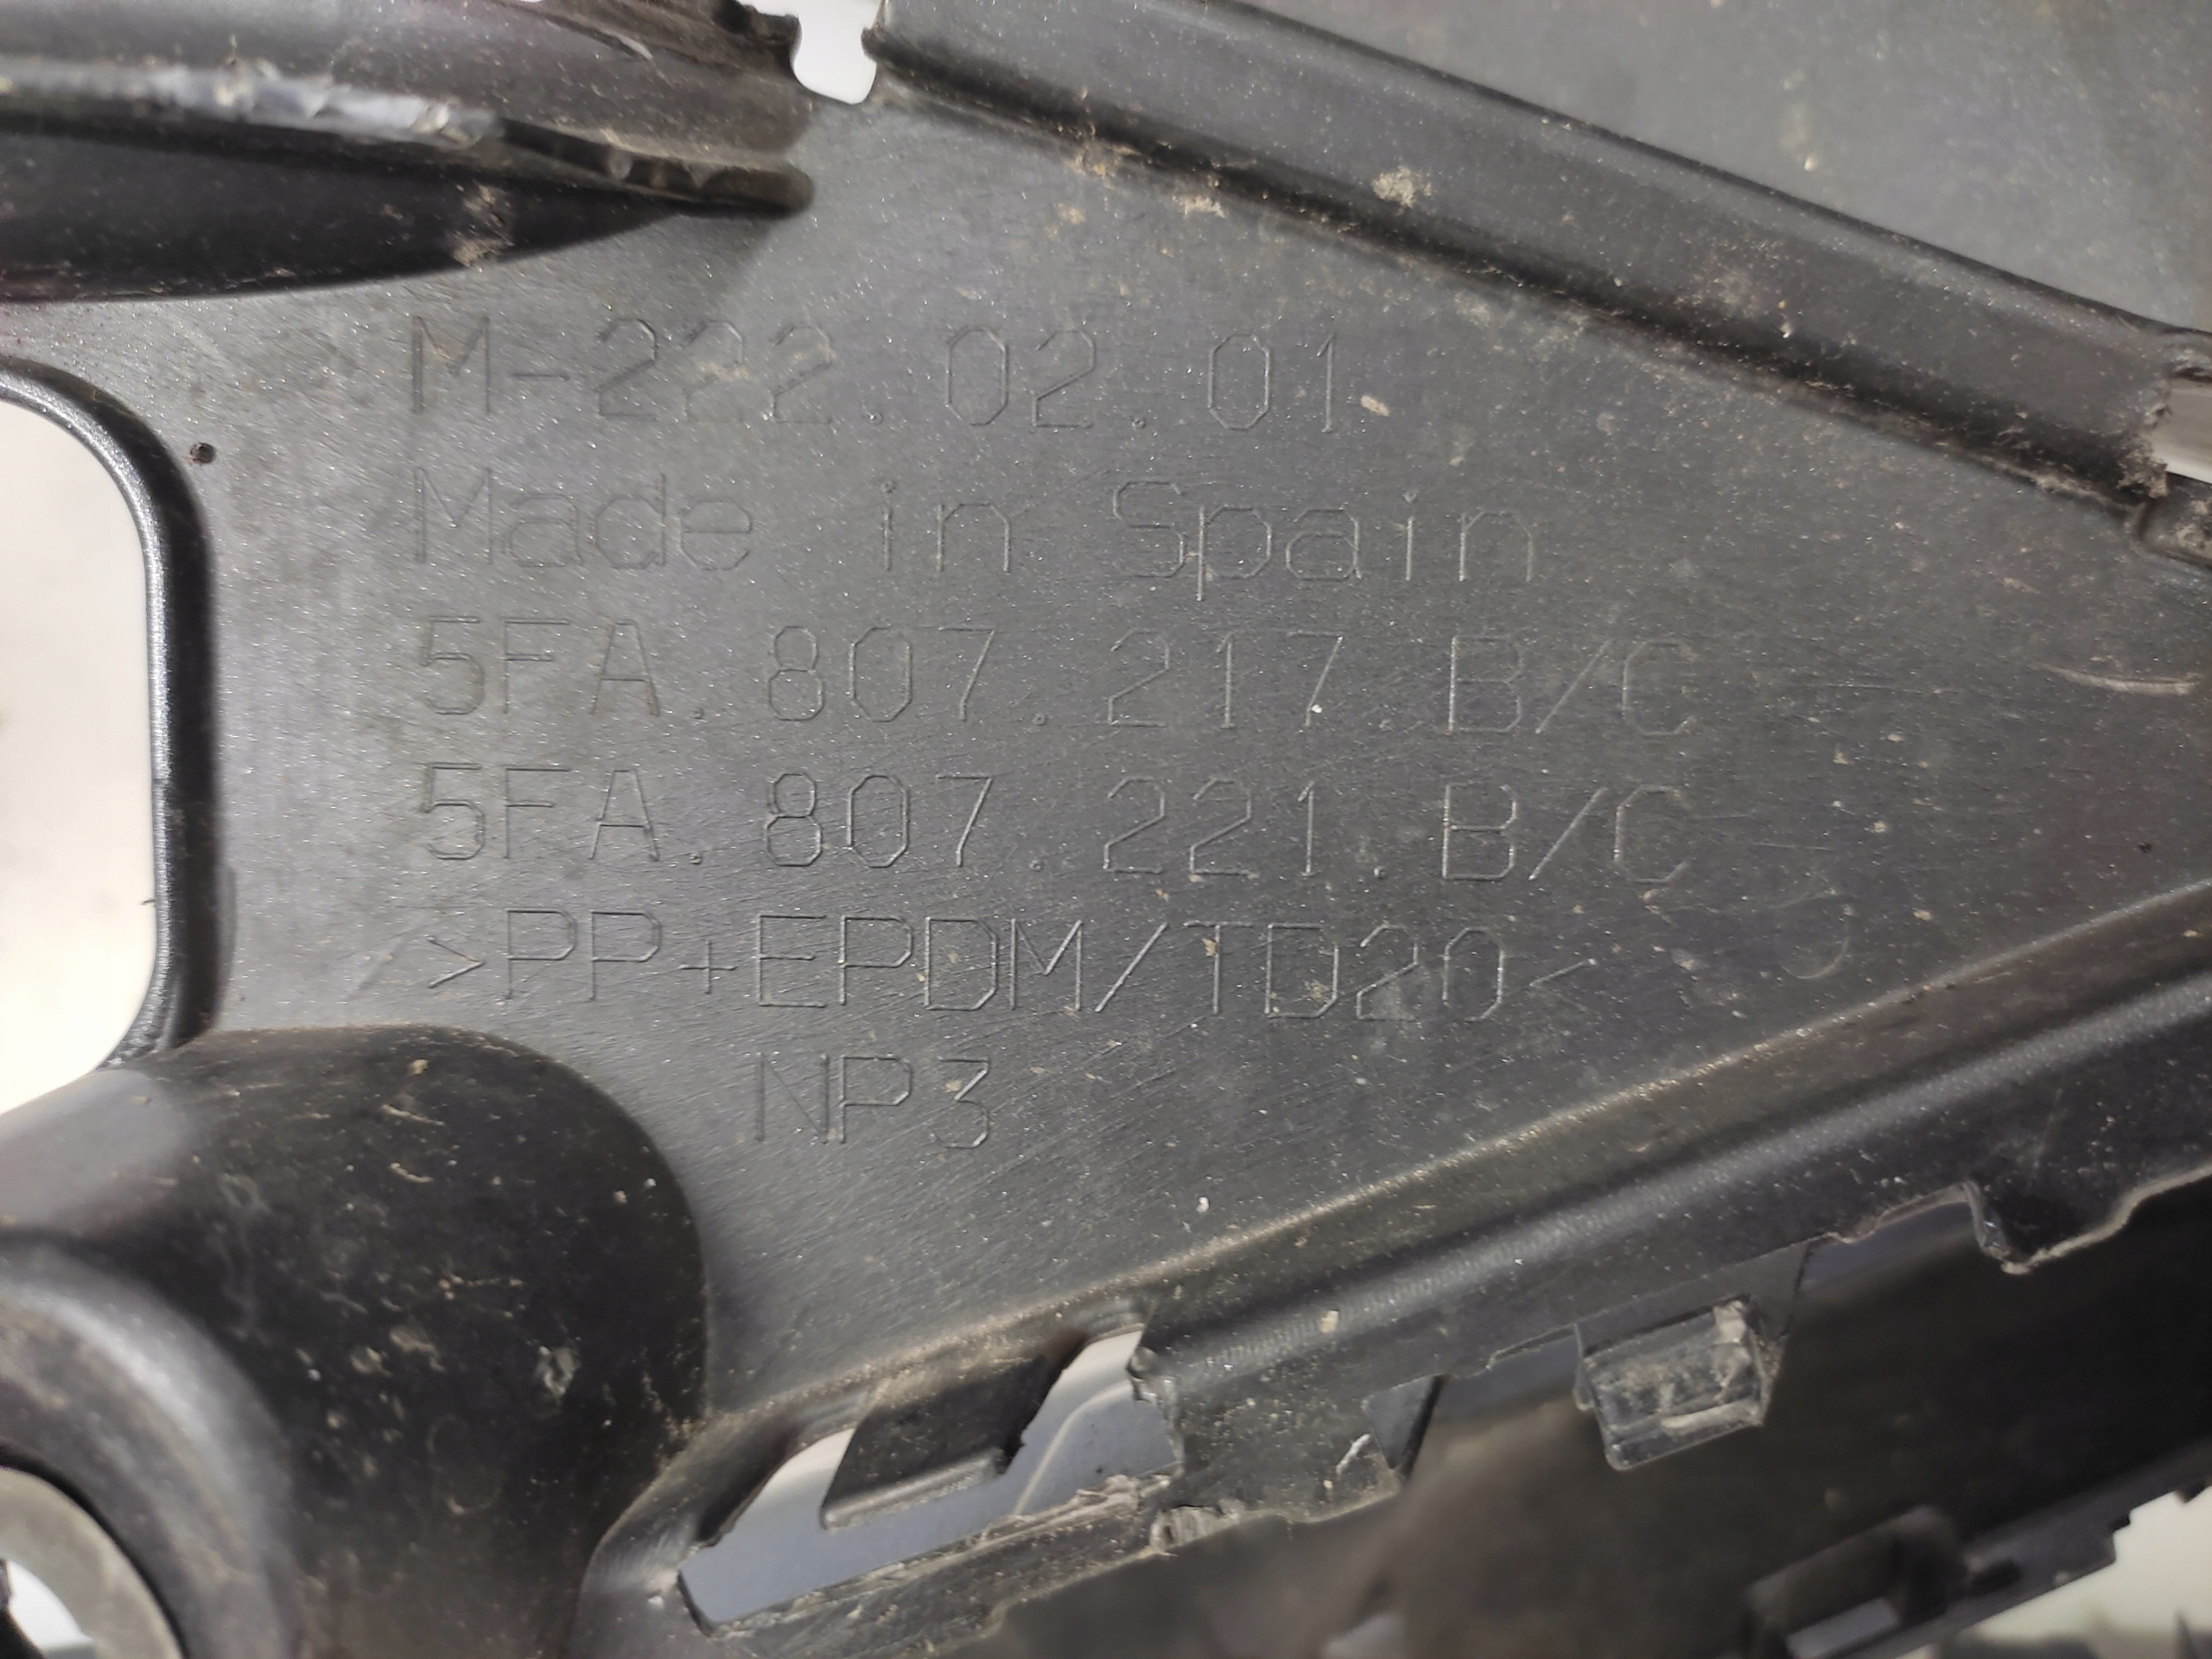 M-222.02.01
Made in Spain
5FA.807.217.B/C
5FA.807.221.B/C
>PP+EPDM/TD20<
NP3